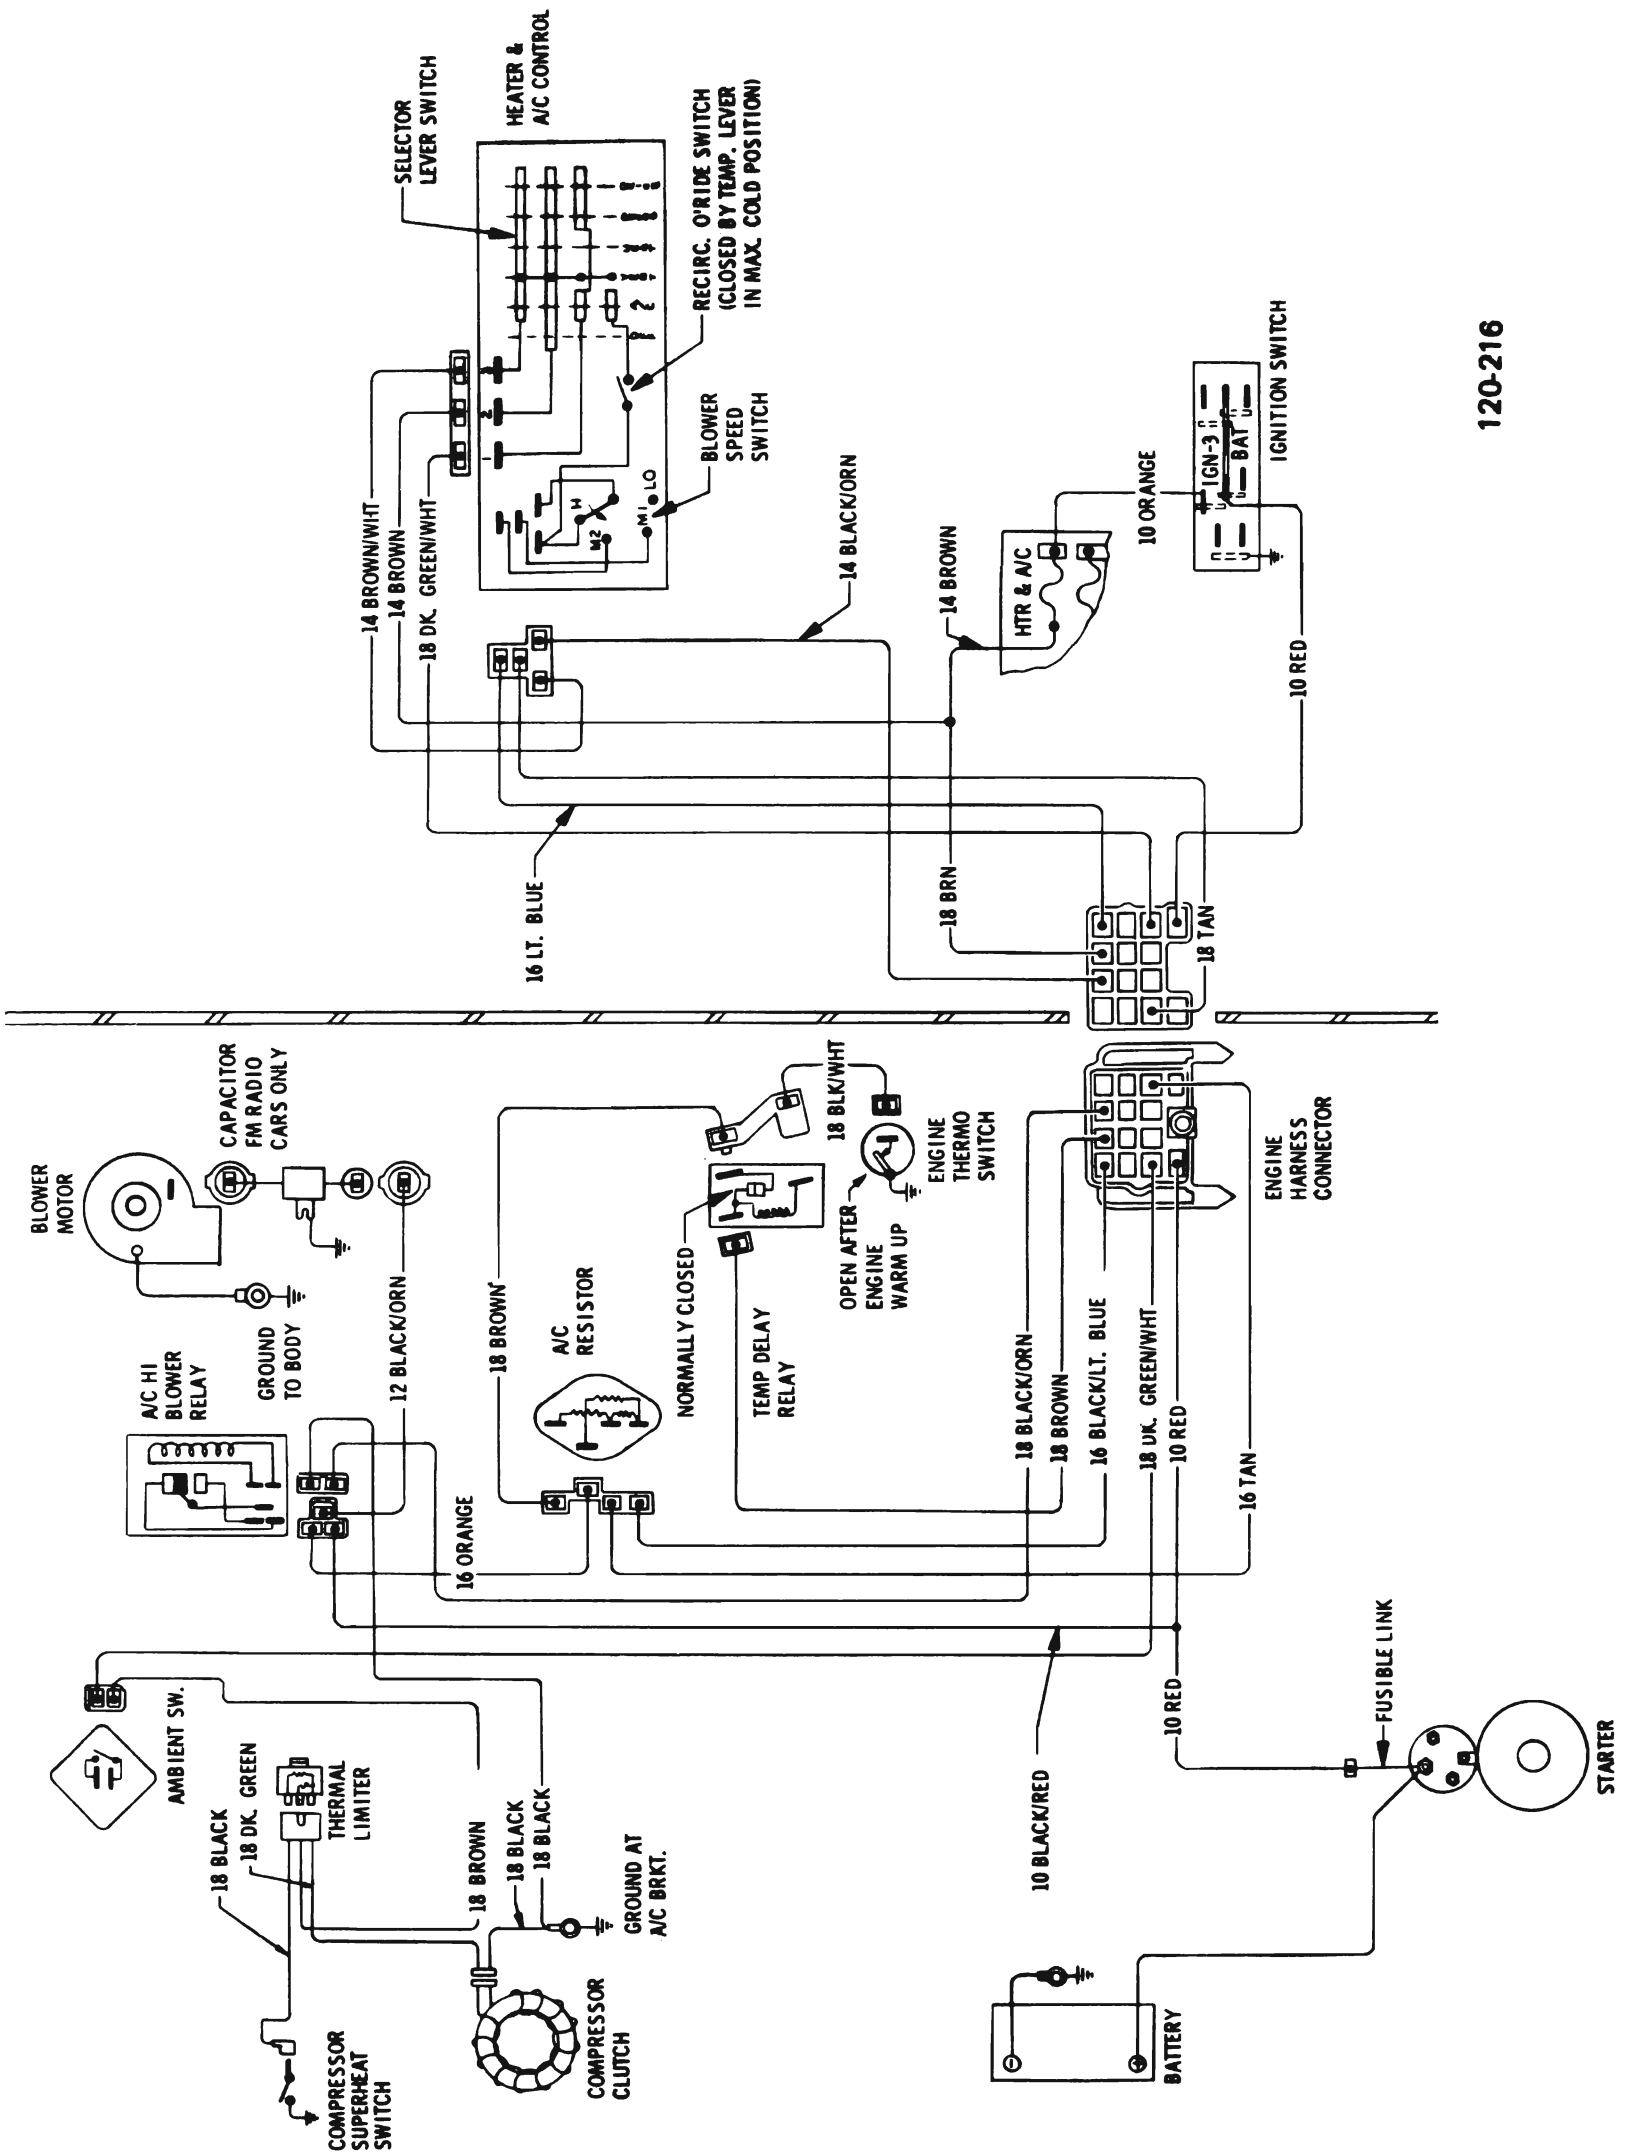 SELECTOR
LEVER SWITCH
HEATER &
A/C CONTROL
RECIRC. O'RIDE SWITCH
(CLOSED BY TEMP. LEVER
IN MAX. COLD POSITION)
BLOWER
SPEED
SWITCH
3
2
1
H
M2
M1
LO
14 BROWN/WHT
14 BROWN
18 DK. GREEN/WHT
14 BLACK/ORN
14 BROWN
HTR & A/C
10 ORANGE
IGN-3
BAT
IGNITION SWITCH
120-216
10 RED
16 LT. BLUE
18 BRN
18 TAN
BLOWER
MOTOR
CAPACITOR
FM RADIO
CARS ONLY
GROUND
TO BODY
A/C HI
BLOWER
RELAY
12 BLACK/ORN
18 BROWN
A/C
RESISTOR
NORMALLY CLOSED
TEMP DELAY
RELAY
18 BLK/WHT
ENGINE
THERMO
SWITCH
OPEN AFTER
ENGINE
WARM UP
ENGINE
HARNESS
CONNECTOR
18 BLACK/ORN
18 BROWN
16 BLACK/LT. BLUE
18 DK. GREEN/WHT
10 RED
16 TAN
16 ORANGE
AMBIENT SW.
18 BLACK
18 DK. GREEN
THERMAL
LIMITER
18 BROWN
18 BLACK
18 BLACK
GROUND AT
A/C BRKT.
COMPRESSOR
SUPERHEAT
SWITCH
COMPRESSOR
CLUTCH
10 BLACK/RED
10 RED
FUSIBLE LINK
STARTER
BATTERY